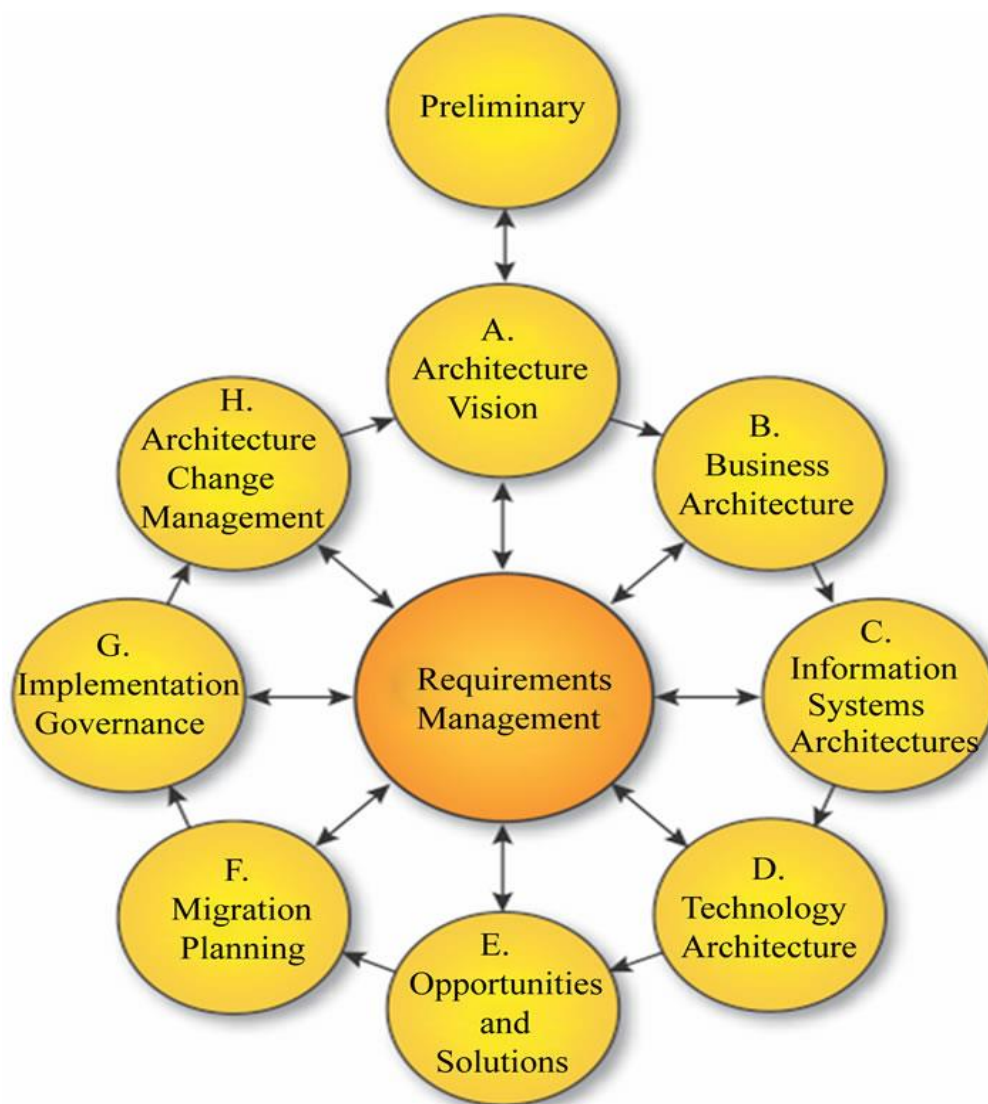 Preliminary
A.
Architecture
Vision
B.
Business
Architecture
C.
Information
Systems
Architectures
D.
Technology
Architecture
E.
Opportunities
and
Solutions
F.
Migration
Planning
G.
Implementation
Governance
H.
Architecture
Change
Management
Requirements
Management